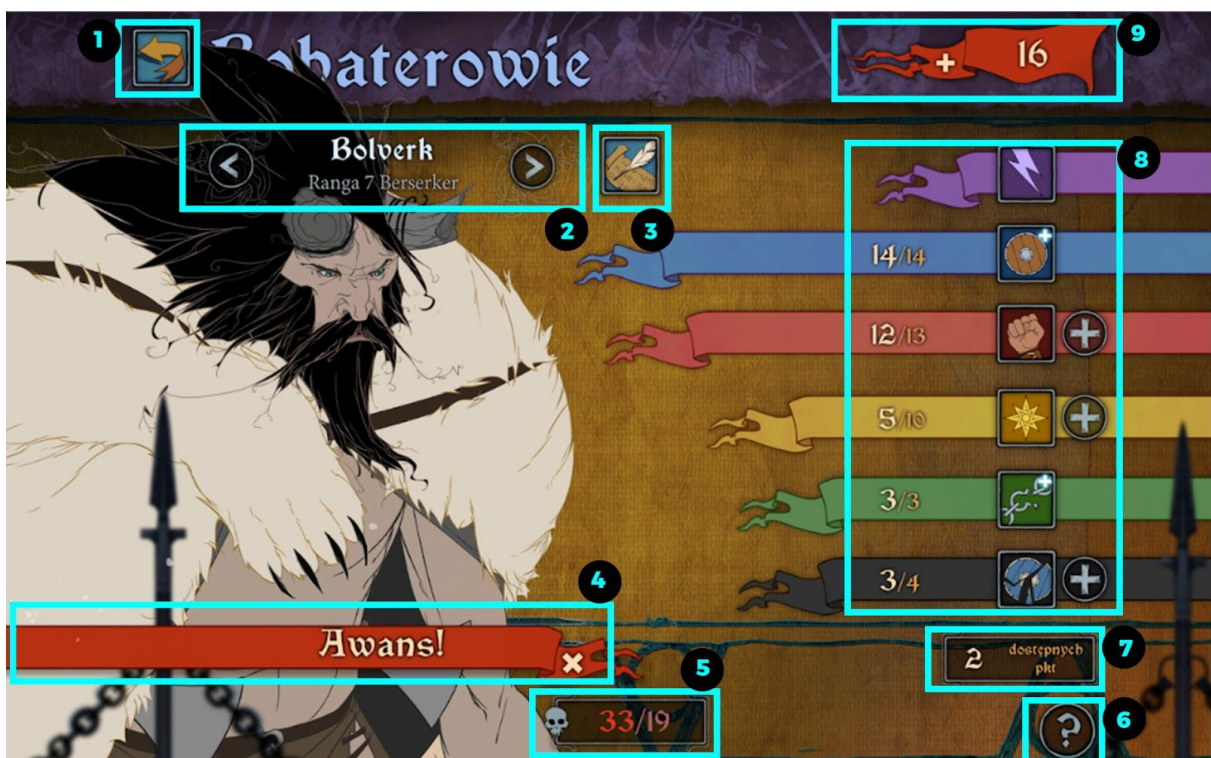 1
Bohaterowie
16
9
Bolverk
Ranga 7 Berserker
2
3
8
14/14
12/13
5/10
3/3
3/4
4
Awans!
5
33/19
2 dostępnych
pkt
7
?
6